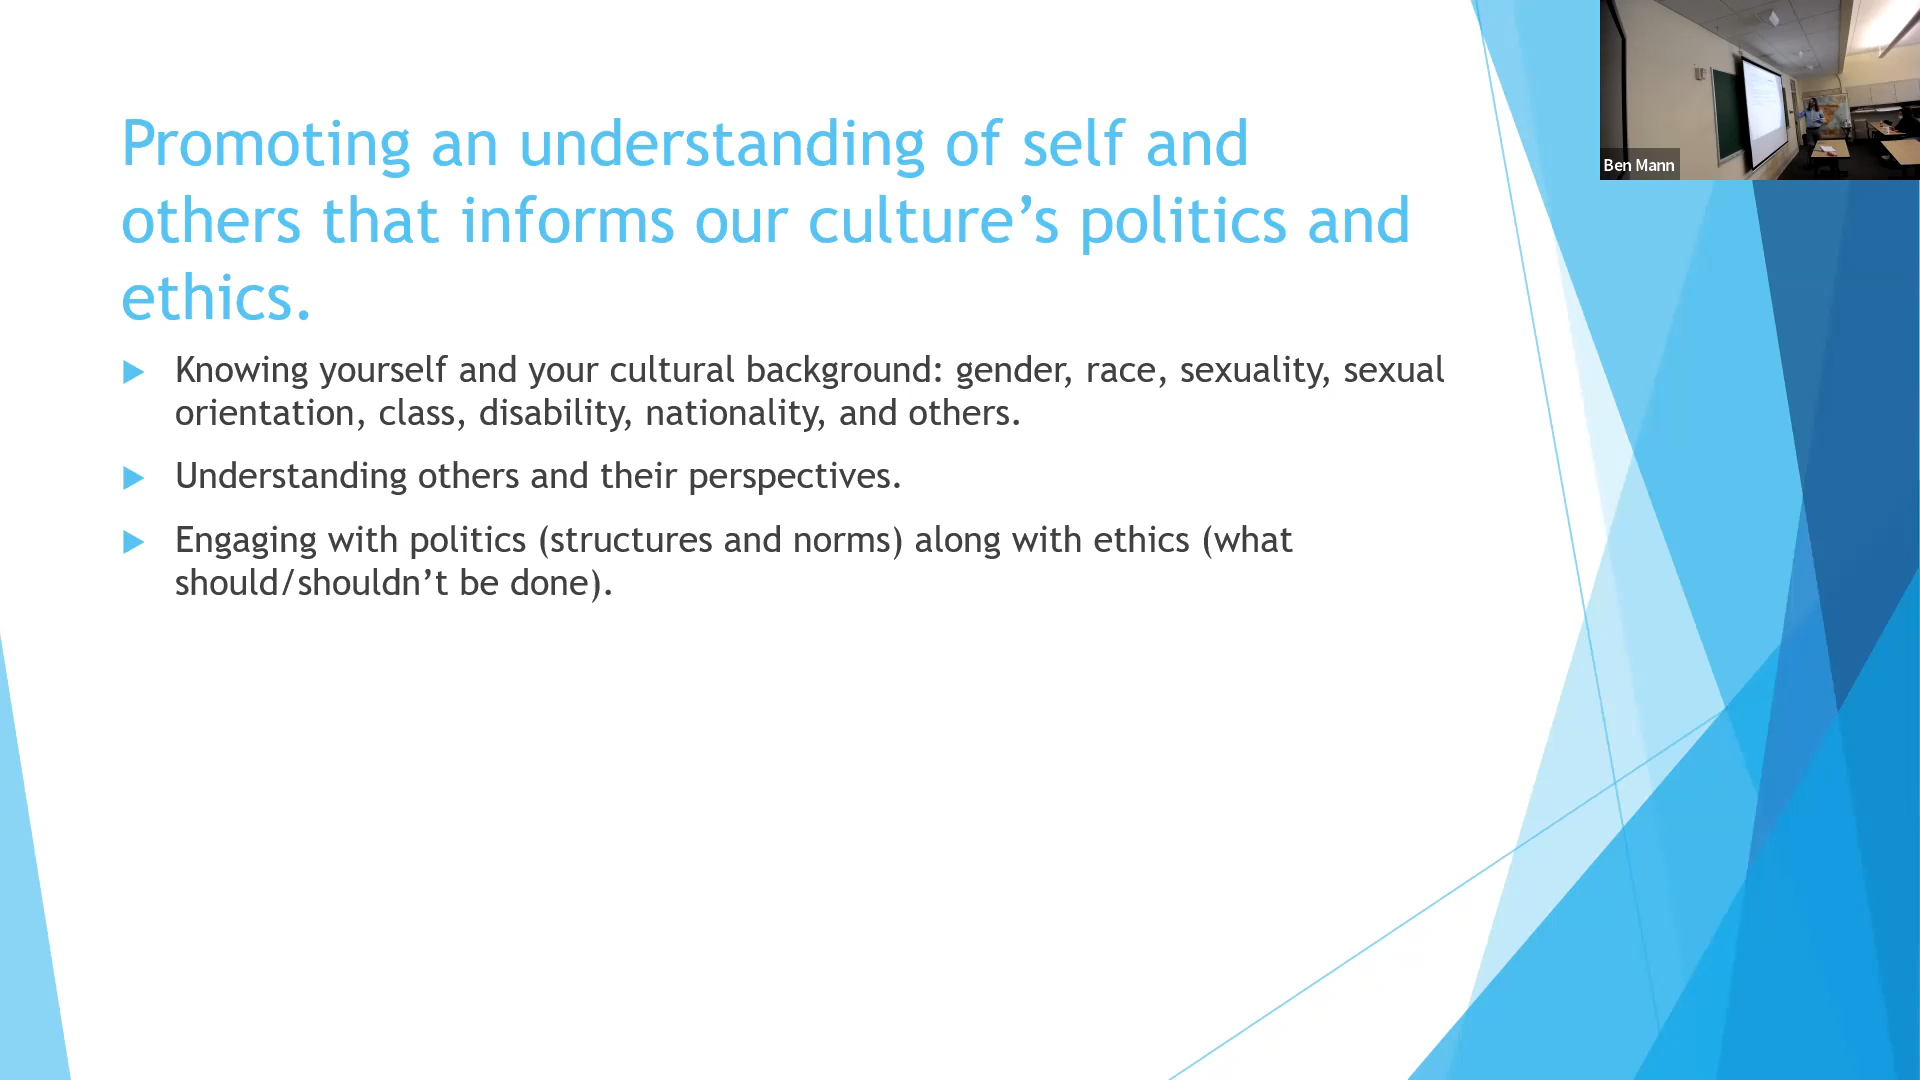 Promoting an understanding of self and
others that informs our culture’s politics and
ethics.
Knowing yourself and your cultural background: gender, race, sexuality, sexual
orientation, class, disability, nationality, and others.
Understanding others and their perspectives.
Engaging with politics (structures and norms) along with ethics (what
should/shouldn’t be done).
Ben Mann